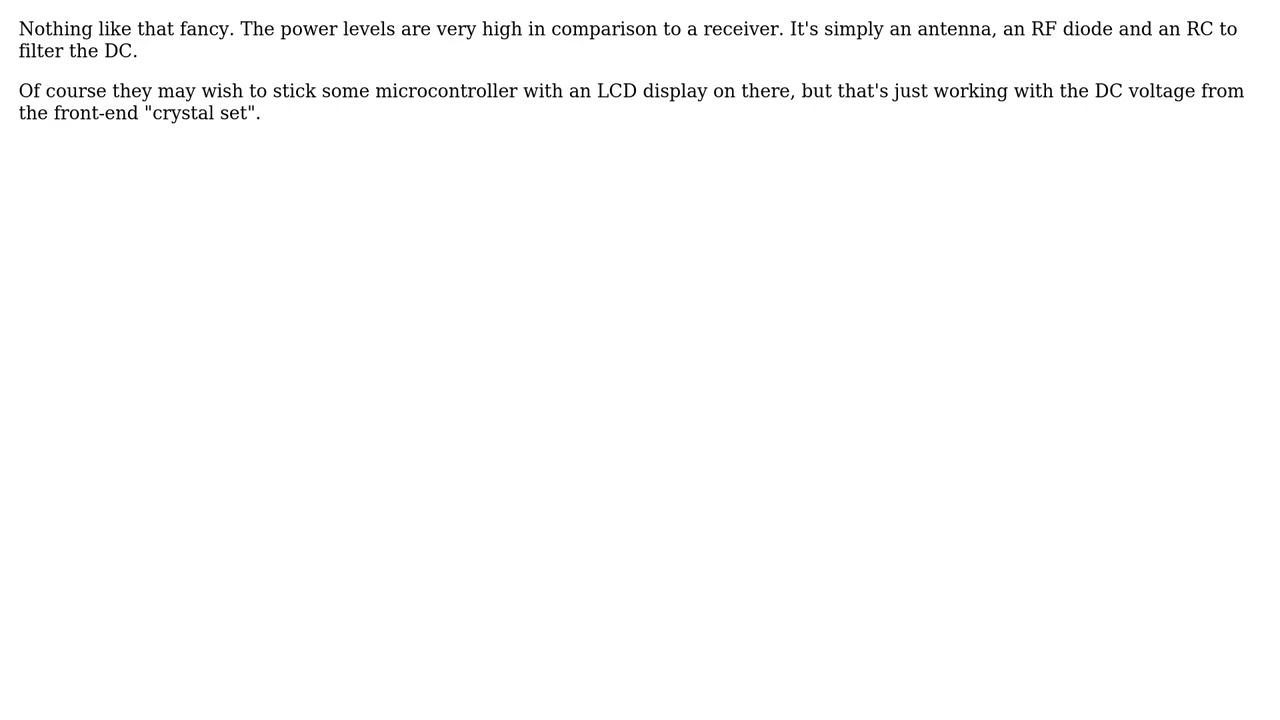 Nothing like that fancy. The power levels are very high in comparison to a receiver. It's simply an antenna, an RF diode and an RC to
filter the DC.
Of course they may wish to stick some microcontroller with an LCD display on there, but that's just working with the DC voltage from
the front-end "crystal set".